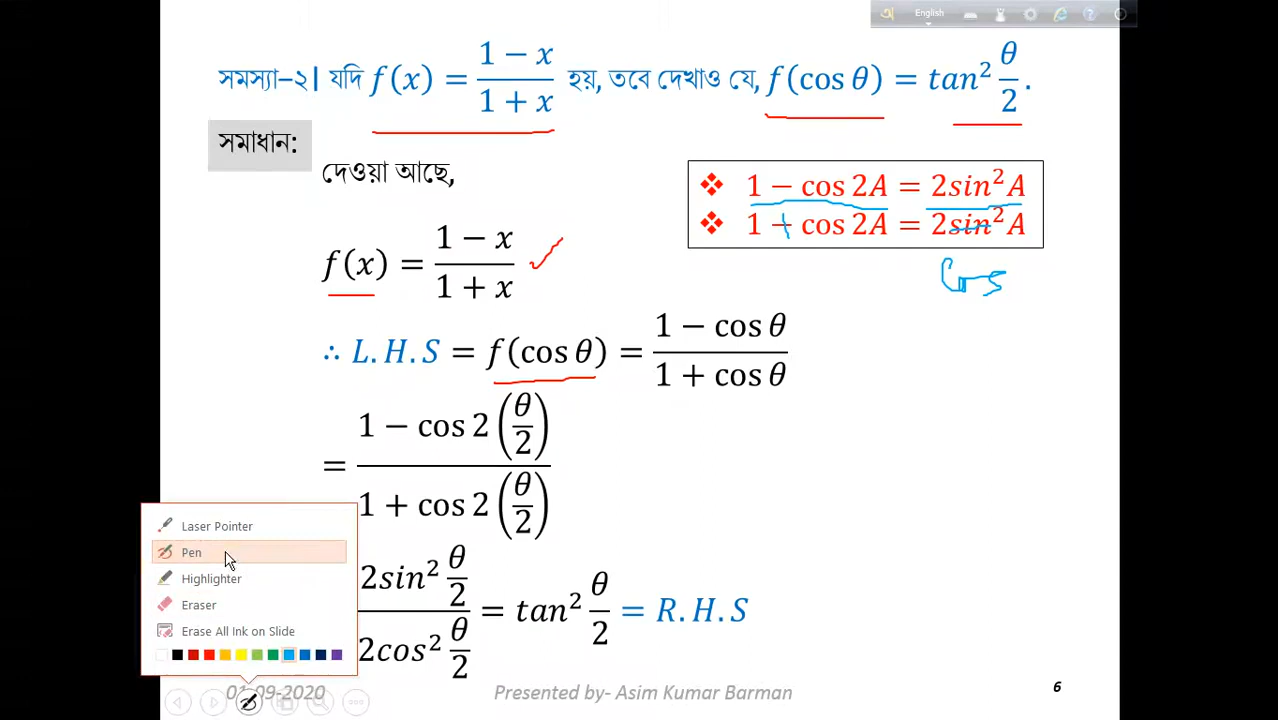 English
সমস্যা–২। যদি f(x) = (1 − x)/(1 + x) হয়, তবে দেখাও যে, f(cos θ) = tan² θ/2.
সমাধান:
দেওয়া আছে,
❖ 1 − cos 2A = 2sin²A
❖ 1 − cos 2A = 2sin²A
cos
f(x) = (1 − x)/(1 + x) ✓
∴ L.H.S = f(cos θ) = (1 − cos θ)/(1 + cos θ)
= (1 − cos 2(θ/2))/(1 + cos 2(θ/2))
(2sin² θ/2)/(2cos² θ/2) = tan² θ/2 = R.H.S
Laser Pointer
Pen
Highlighter
Eraser
Erase All Ink on Slide
01-09-2020 Presented by- Asim Kumar Barman 6